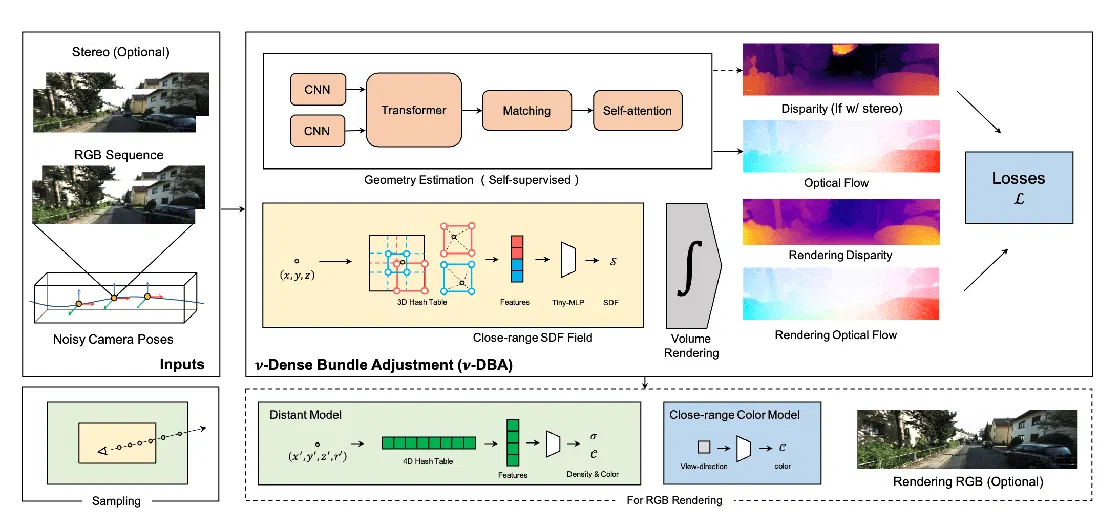 Stereo (Optional)
RGB Sequence
Noisy Camera Poses
Inputs
CNN
CNN
Transformer
Matching
Self-attention
Geometry Estimation ( Self-supervised )
Disparity (If w/ stereo)
Optical Flow
Rendering Disparity
Rendering Optical Flow
Losses
ℒ
(x, y, z)
3D Hash Table
Features
Tiny-MLP
SDF
𝒮
Close-range SDF Field
∫
Volume
Rendering
ν-Dense Bundle Adjustment (ν-DBA)
Sampling
Distant Model
(x′, y′, z′, r′)
4D Hash Table
Features
σ
𝒞
Density & Color
Close-range Color Model
View-direction
𝒞
color
Rendering RGB (Optional)
For RGB Rendering